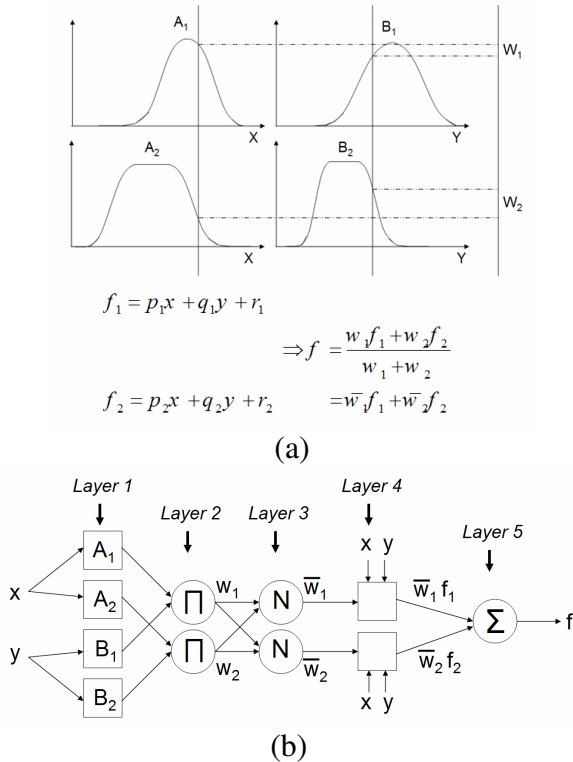 A₁ B₁
W₁
X Y
A₂ B₂
W₂
X Y
f₁ = p₁x + q₁y + r₁
⇒ f = (w₁f₁ + w₂f₂) / (w₁ + w₂)
f₂ = p₂x + q₂y + r₂ = w̅₁f₁ + w̅₂f₂
(a)
Layer 1 Layer 4
Layer 2 Layer 3
Layer 5
x y
A₁
w₁ w̅₁ w̅₁ f₁
x A₂ Π N
Σ f
y B₁ Π N
w₂ w̅₂ w̅₂ f₂
B₂
x y
(b)